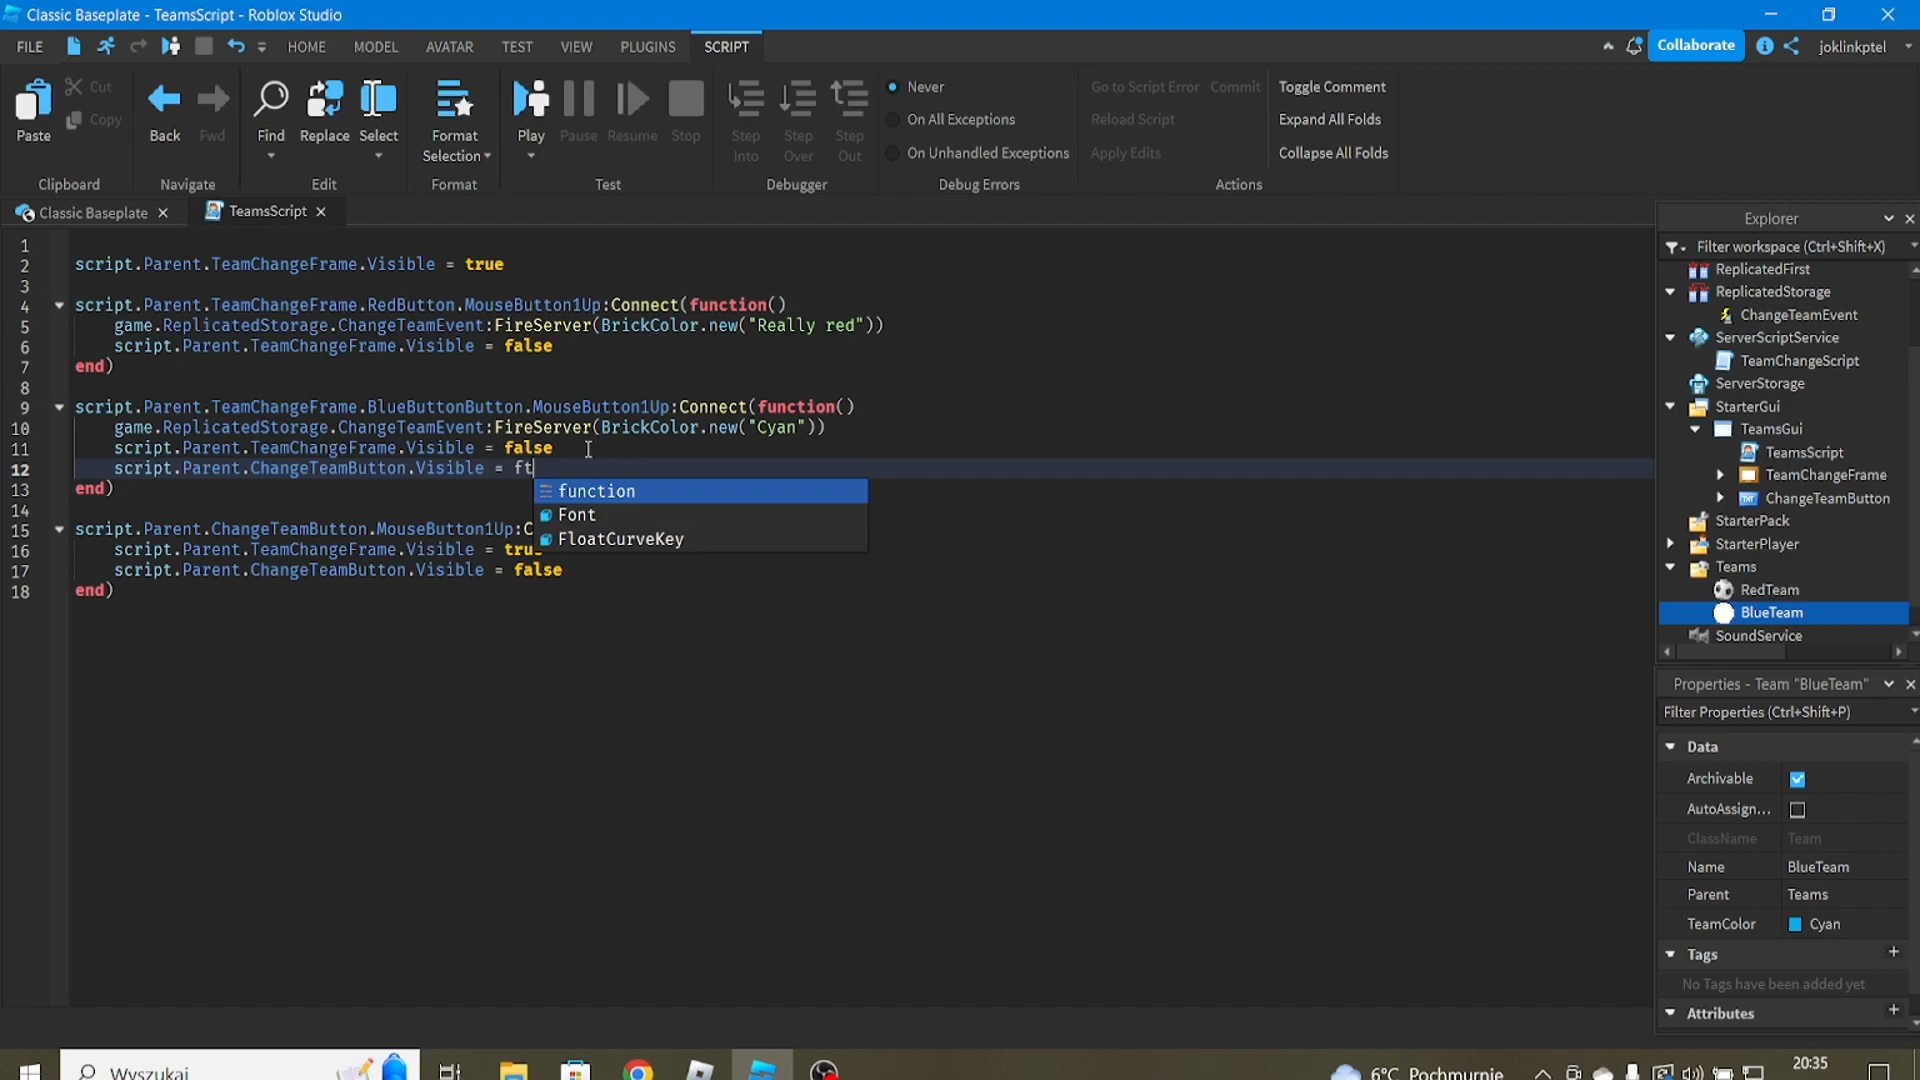 Classic Baseplate - TeamsScript - Roblox Studio
FILE HOME MODEL AVATAR TEST VIEW PLUGINS SCRIPT Collaborate joklinkptel
Paste Cut Copy Back Fwd Find Replace Select Format Selection Play Pause Resume Stop Step Into Step Over Step Out
Never
On All Exceptions
On Unhandled Exceptions
Go to Script Error Commit
Reload Script
Apply Edits
Toggle Comment
Expand All Folds
Collapse All Folds
Clipboard Navigate Edit Format Test Debugger Debug Errors Actions
Classic Baseplate TeamsScript
1
2 script.Parent.TeamChangeFrame.Visible = true
3
4 script.Parent.TeamChangeFrame.RedButton.MouseButton1Up:Connect(function()
5 game.ReplicatedStorage.ChangeTeamEvent:FireServer(BrickColor.new("Really red"))
6 script.Parent.TeamChangeFrame.Visible = false
7 end)
8
9 script.Parent.TeamChangeFrame.BlueButtonButton.MouseButton1Up:Connect(function()
10 game.ReplicatedStorage.ChangeTeamEvent:FireServer(BrickColor.new("Cyan"))
11 script.Parent.TeamChangeFrame.Visible = false
12 script.Parent.ChangeTeamButton.Visible = ft
13 end)
14
15 script.Parent.ChangeTeamButton.MouseButton1Up:C
16 script.Parent.TeamChangeFrame.Visible = true
17 script.Parent.ChangeTeamButton.Visible = false
18 end)
function
Font
FloatCurveKey
Explorer
Filter workspace (Ctrl+Shift+X)
ReplicatedFirst
ReplicatedStorage
ChangeTeamEvent
ServerScriptService
TeamChangeScript
ServerStorage
StarterGui
TeamsGui
TeamsScript
TeamChangeFrame
TXT ChangeTeamButton
StarterPack
StarterPlayer
Teams
RedTeam
BlueTeam
SoundService
Properties - Team "BlueTeam"
Filter Properties (Ctrl+Shift+P)
Data
Archivable
AutoAssign...
ClassName Team
Name BlueTeam
Parent Teams
TeamColor Cyan
Tags +
No Tags have been added yet
Attributes +
Wyszukaj 6°C Pochmurnie 20:35